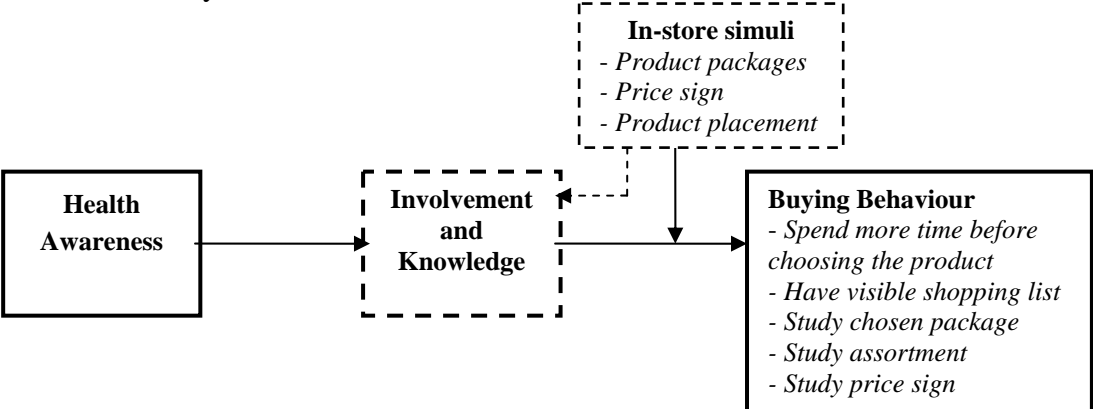 In-store simuli
- Product packages
- Price sign
- Product placement
Health
Awareness
Involvement
and
Knowledge
Buying Behaviour
- Spend more time before
choosing the product
- Have visible shopping list
- Study chosen package
- Study assortment
- Study price sign